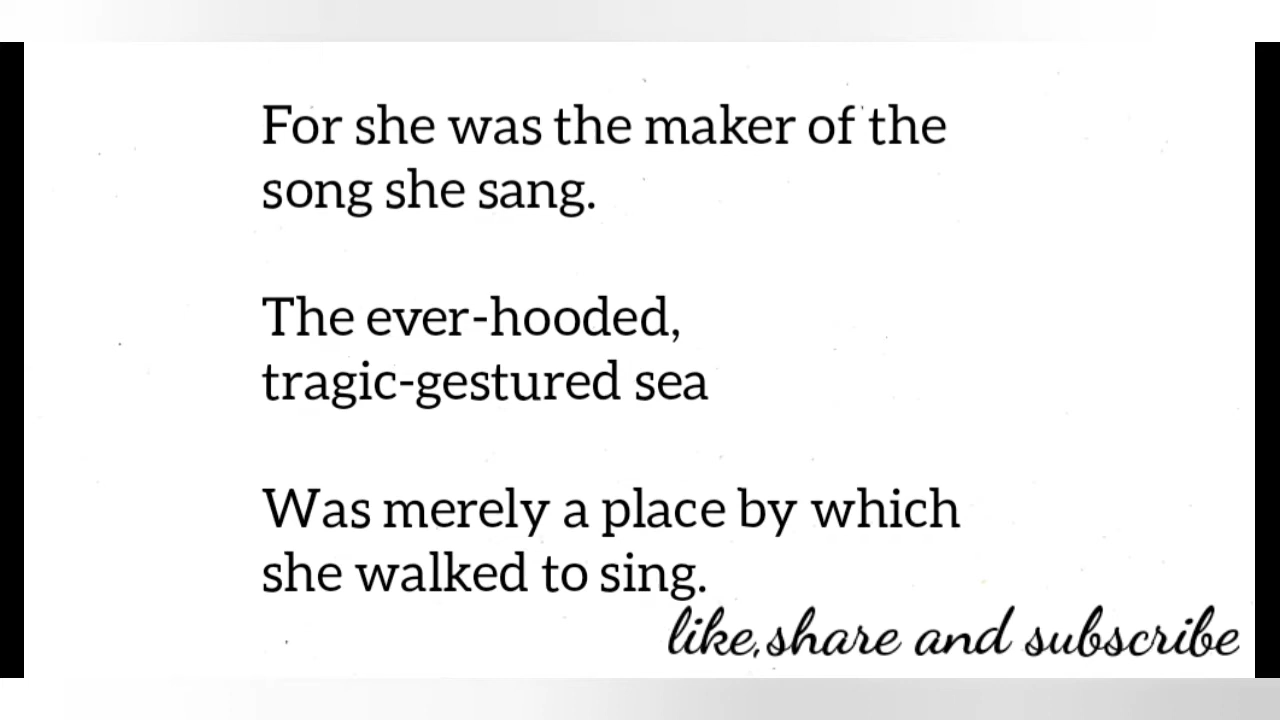 For she was the maker of the
song she sang.
The ever-hooded,
tragic-gestured sea
Was merely a place by which
she walked to sing.
like,share and subscribe